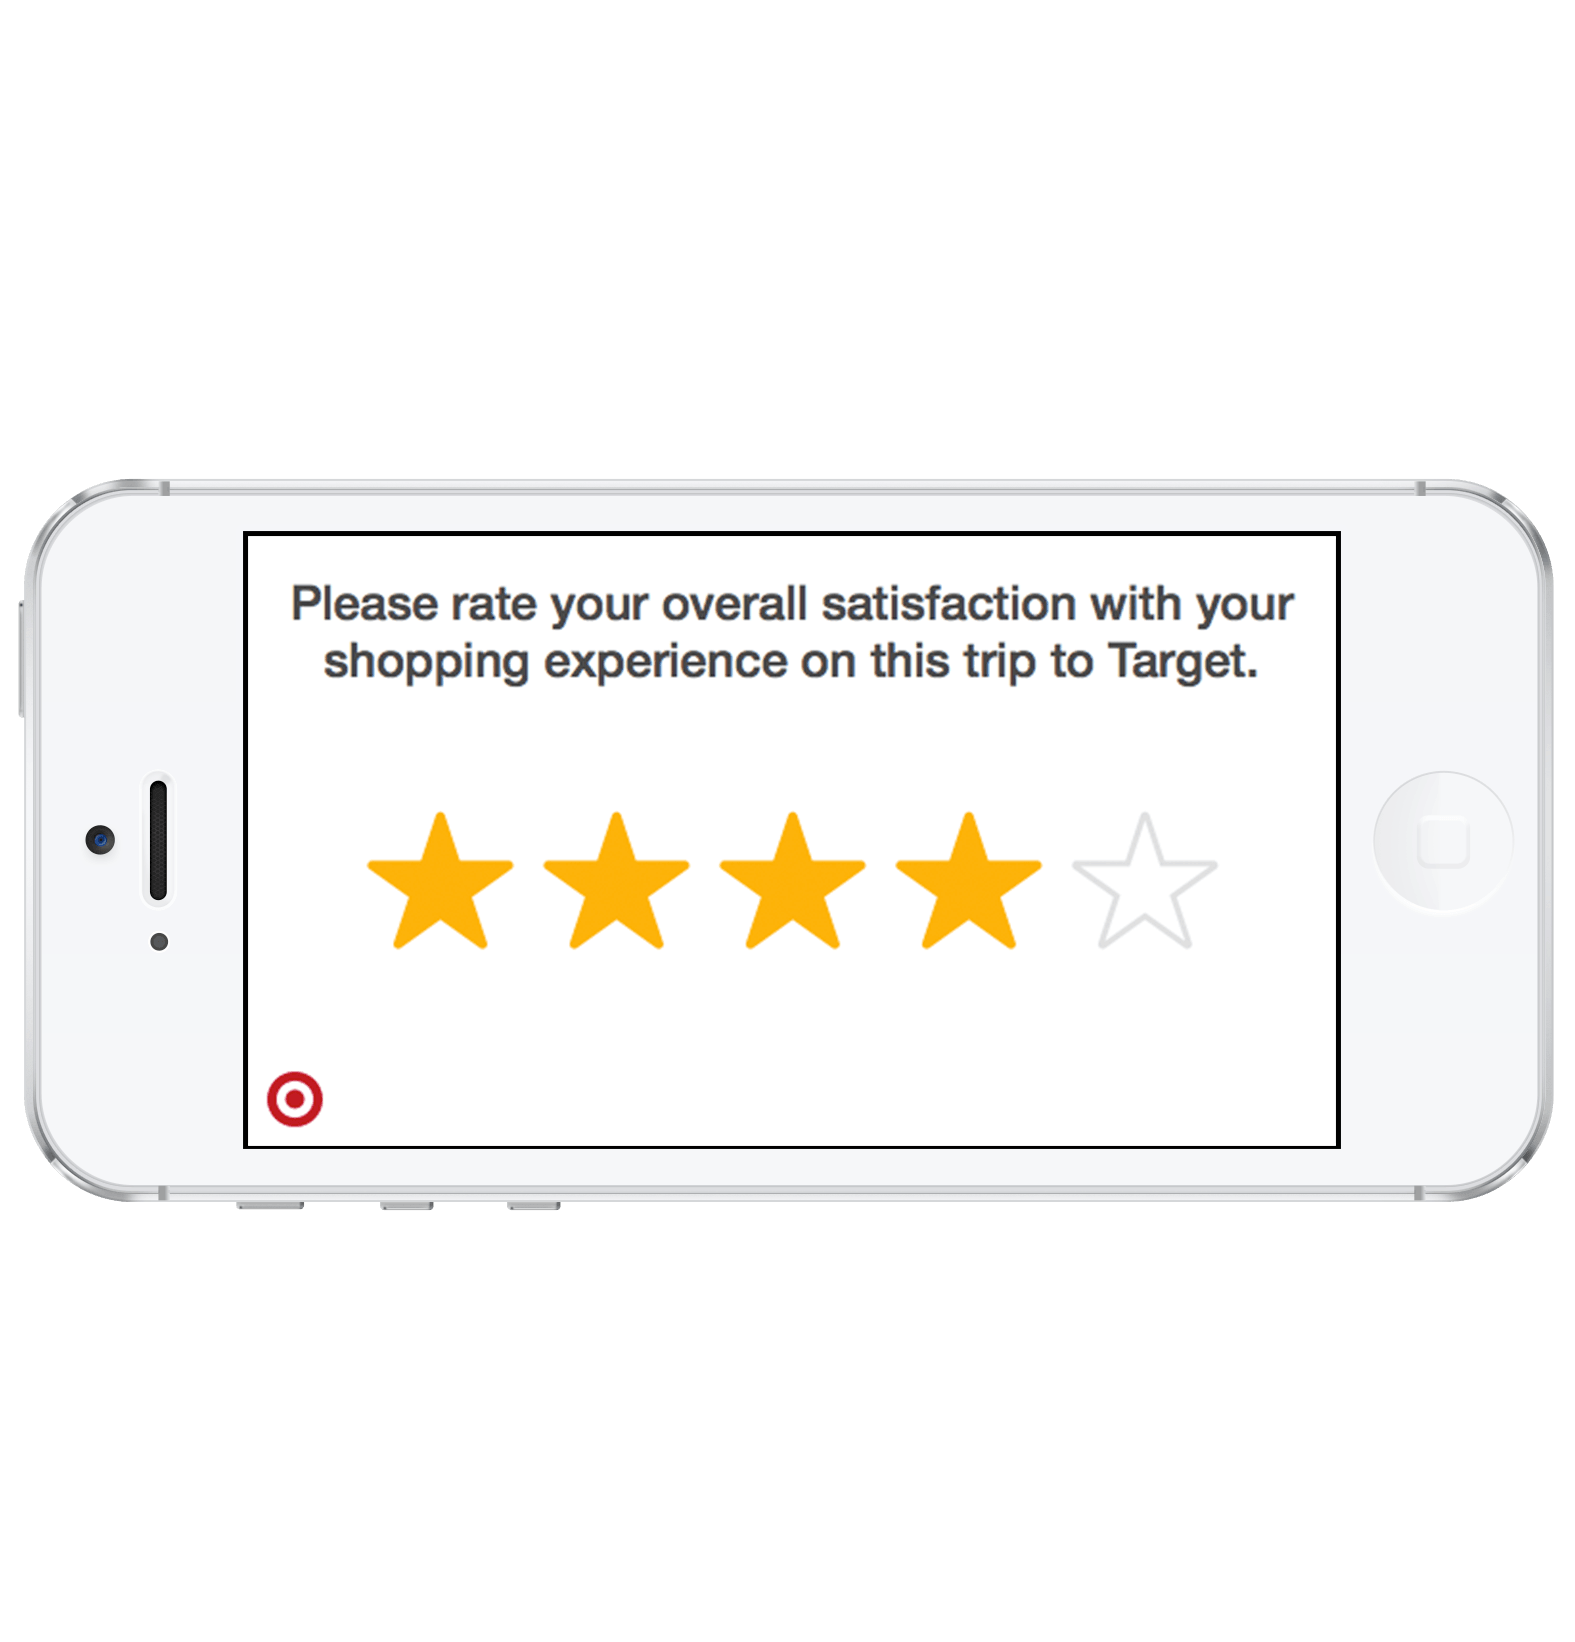 Please rate your overall satisfaction with your
shopping experience on this trip to Target.